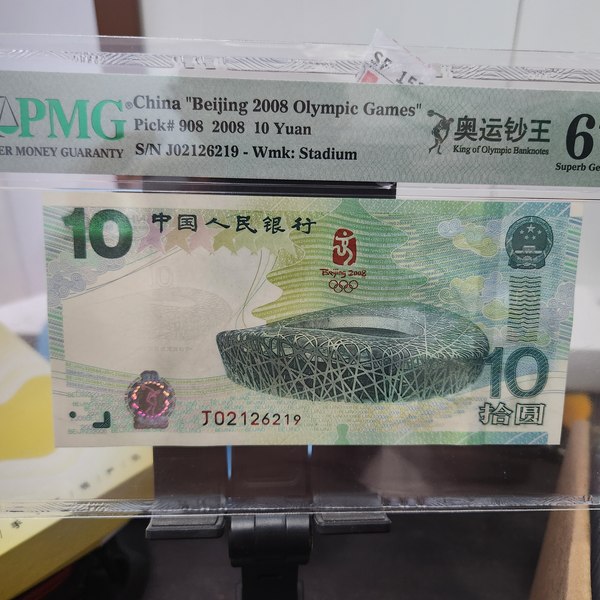 PMG
ER MONEY GUARANTY
China "Beijing 2008 Olympic Games"
Pick# 908 2008 10 Yuan
S/N J02126219 - Wmk: Stadium
奥运钞王
King of Olympic Banknotes
6
Superb Ge
10
中国人民银行
Beijing 2008
J02126219
10
拾圆